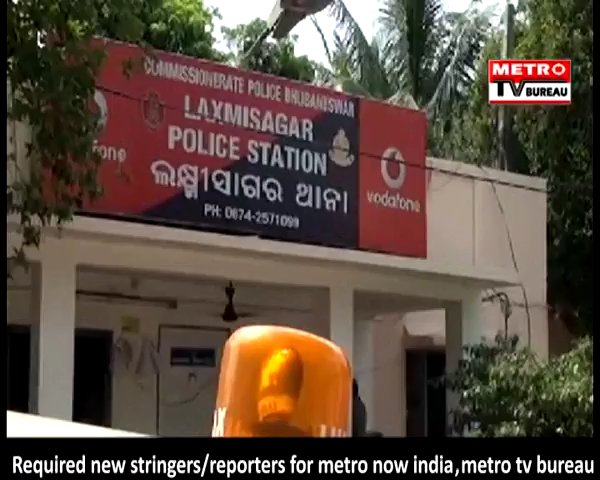 COMMISSIONERATE POLICE BHUBANESWAR
LAXMISAGAR
POLICE STATION
ଲକ୍ଷ୍ମୀସାଗର ଥାନା
PH: 0674-2571099
vodafone
METRO
TV BUREAU
Required new stringers/reporters for metro now india,metro tv bureau